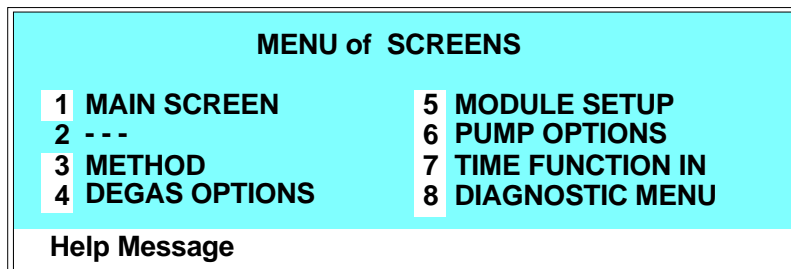 MENU of SCREENS
1 MAIN SCREEN
2 - - -
3 METHOD
4 DEGAS OPTIONS
5 MODULE SETUP
6 PUMP OPTIONS
7 TIME FUNCTION IN
8 DIAGNOSTIC MENU
Help Message